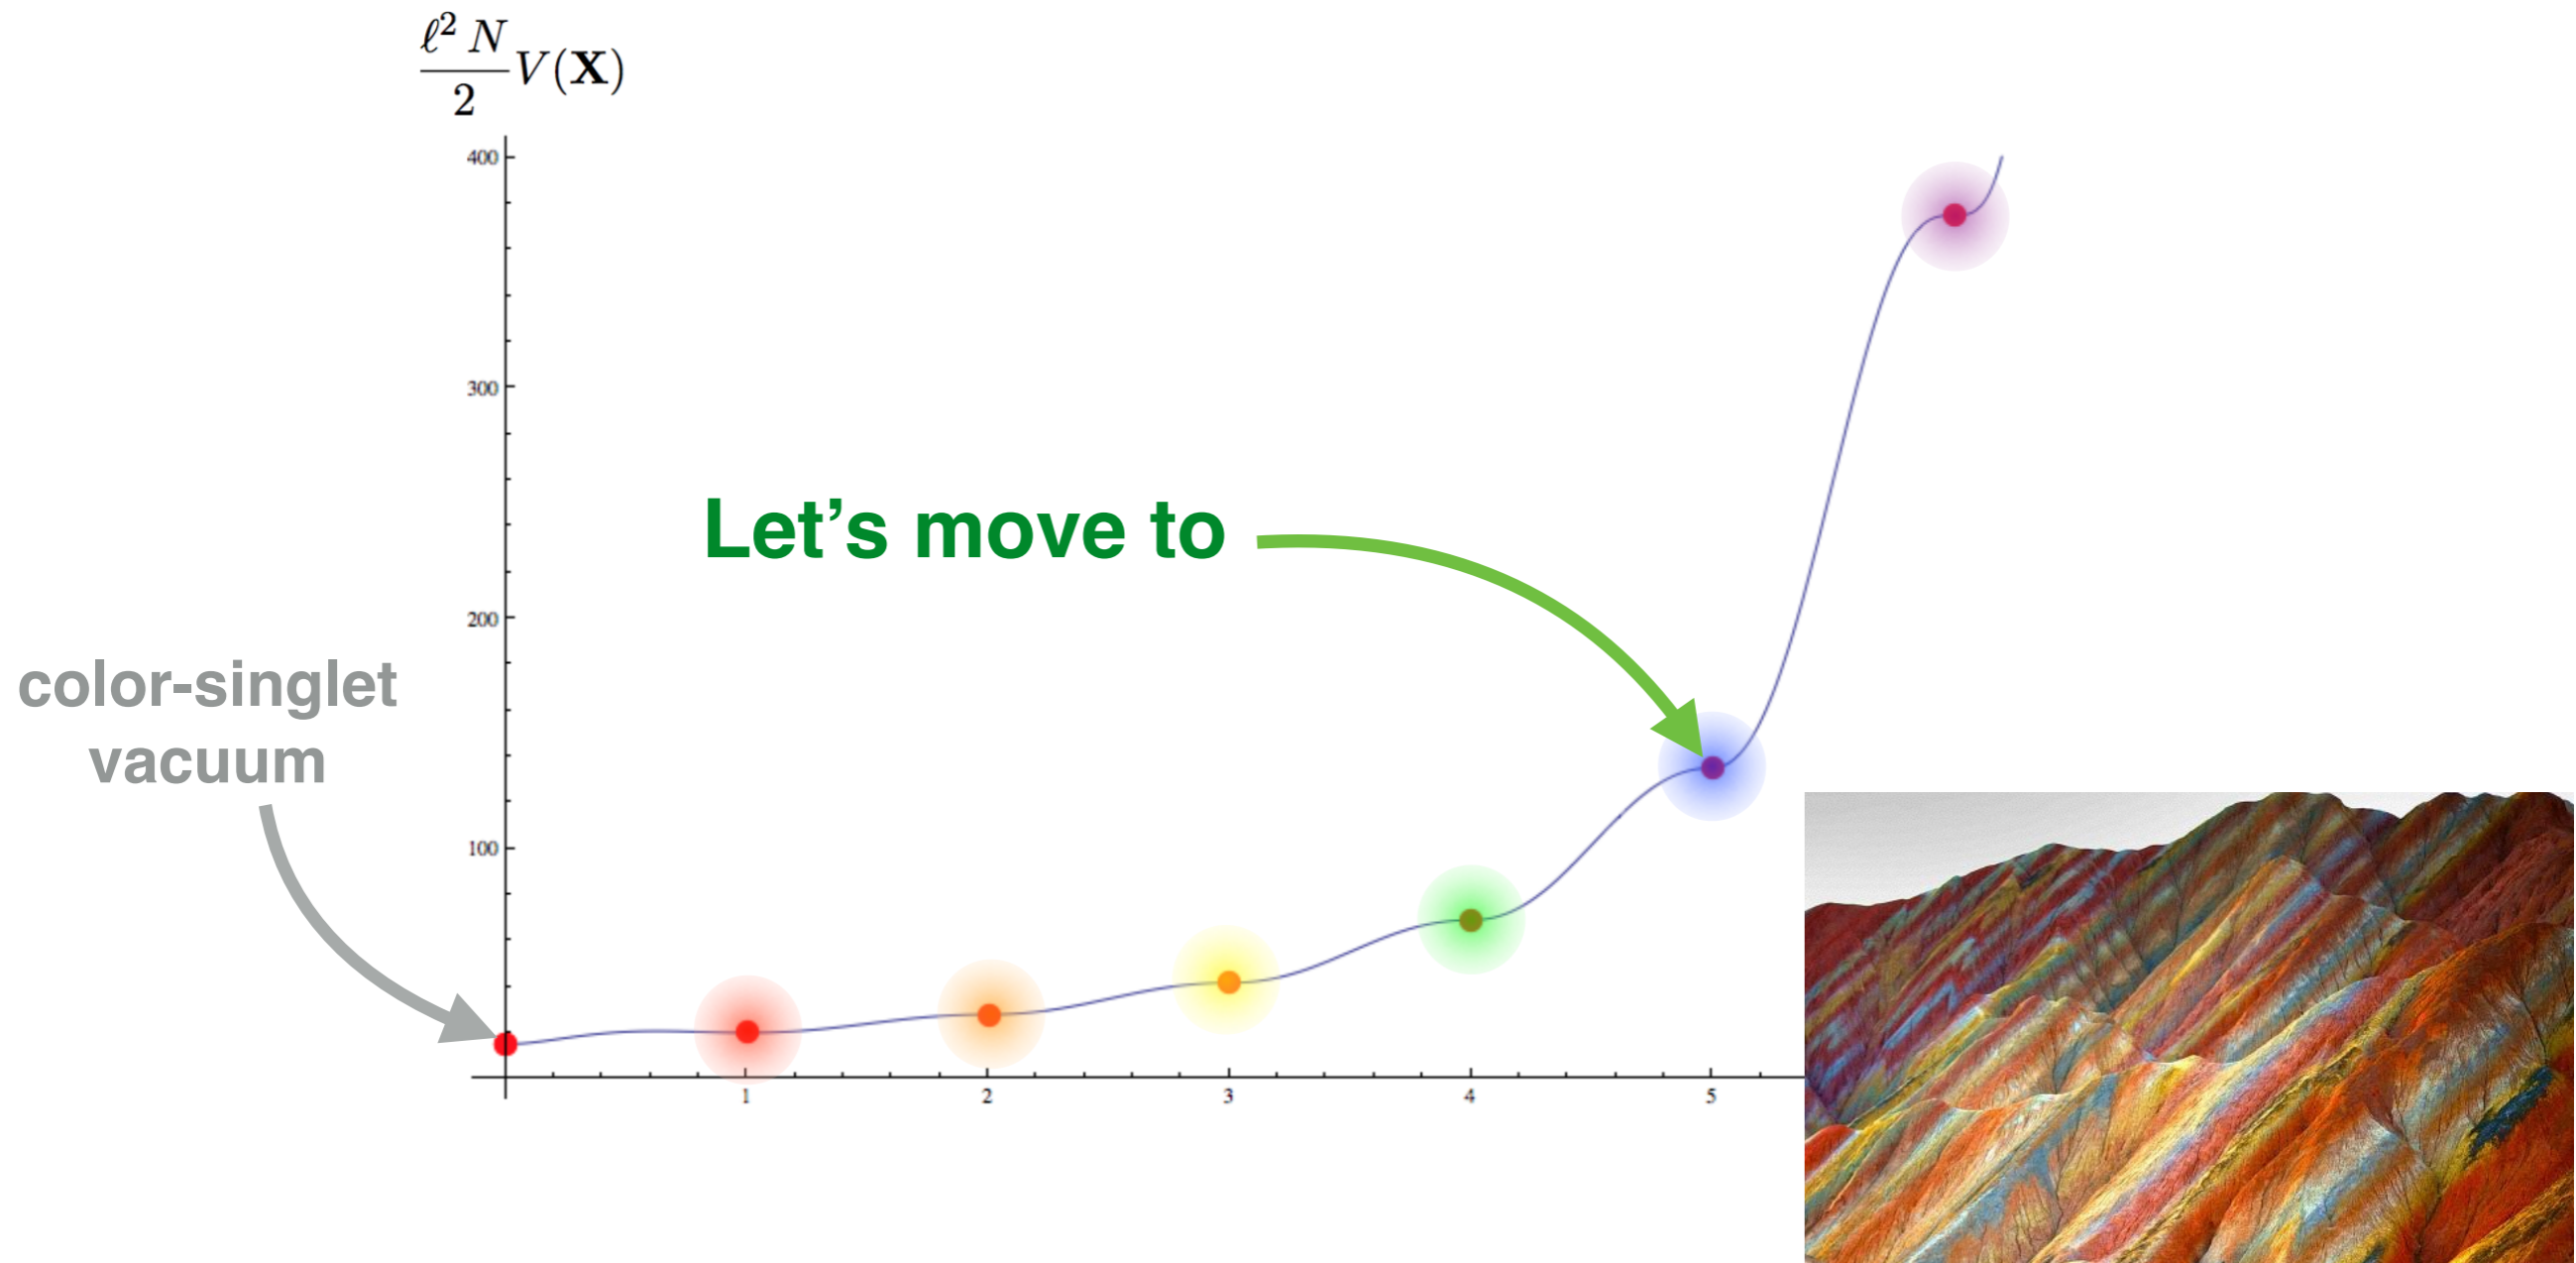 ℓ² N
2
V(X)
400
300
200
100
Let's move to
color-singlet
vacuum
1 2 3 4 5